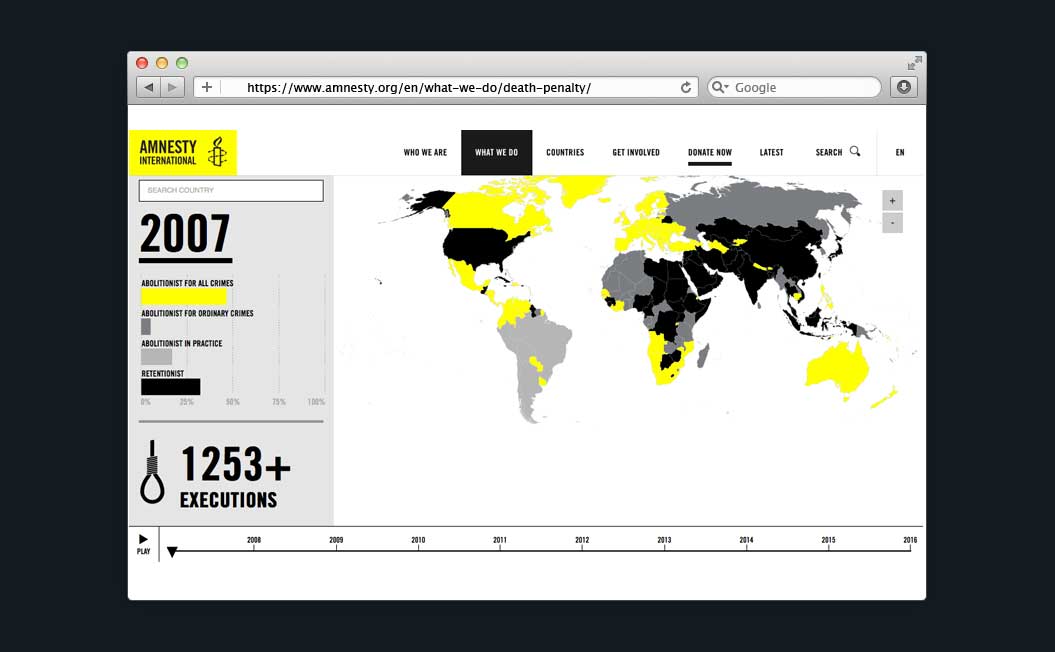 https://www.amnesty.org/en/what-we-do/death-penalty/
Google
AMNESTY
INTERNATIONAL
WHO WE ARE
WHAT WE DO
COUNTRIES
GET INVOLVED
DONATE NOW
LATEST
SEARCH
EN
SEARCH COUNTRY
2007
ABOLITIONIST FOR ALL CRIMES
ABOLITIONIST FOR ORDINARY CRIMES
ABOLITIONIST IN PRACTICE
RETENTIONIST
0% 25% 50% 75% 100%
1253+
EXECUTIONS
+
-
PLAY
2008 2009 2010 2011 2012 2013 2014 2015 2016